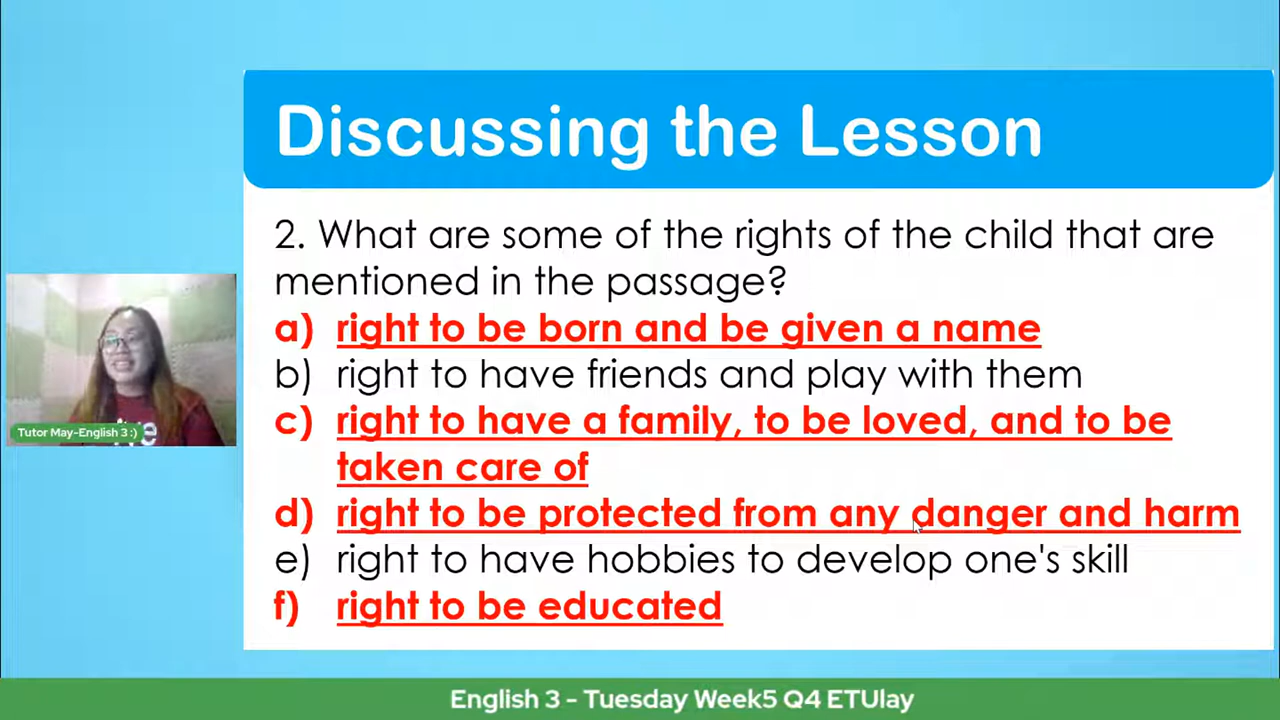 Discussing the Lesson
2. What are some of the rights of the child that are
mentioned in the passage?
a) right to be born and be given a name
b) right to have friends and play with them
c) right to have a family, to be loved, and to be
taken care of
d) right to be protected from any danger and harm
e) right to have hobbies to develop one's skill
f) right to be educated
Tutor May-English 3 :)
English 3 - Tuesday Week5 Q4 ETUlay